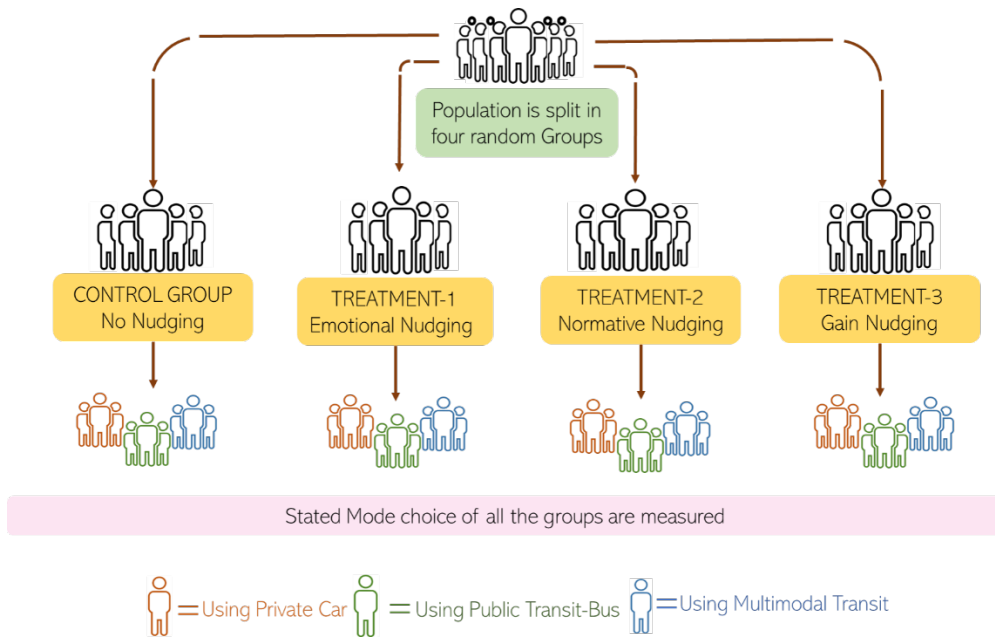 Population is split in
four random Groups
CONTROL GROUP
No Nudging
TREATMENT-1
Emotional Nudging
TREATMENT-2
Normative Nudging
TREATMENT-3
Gain Nudging
Stated Mode choice of all the groups are measured
=Using Private Car
=Using Public Transit-Bus
=Using Multimodal Transit